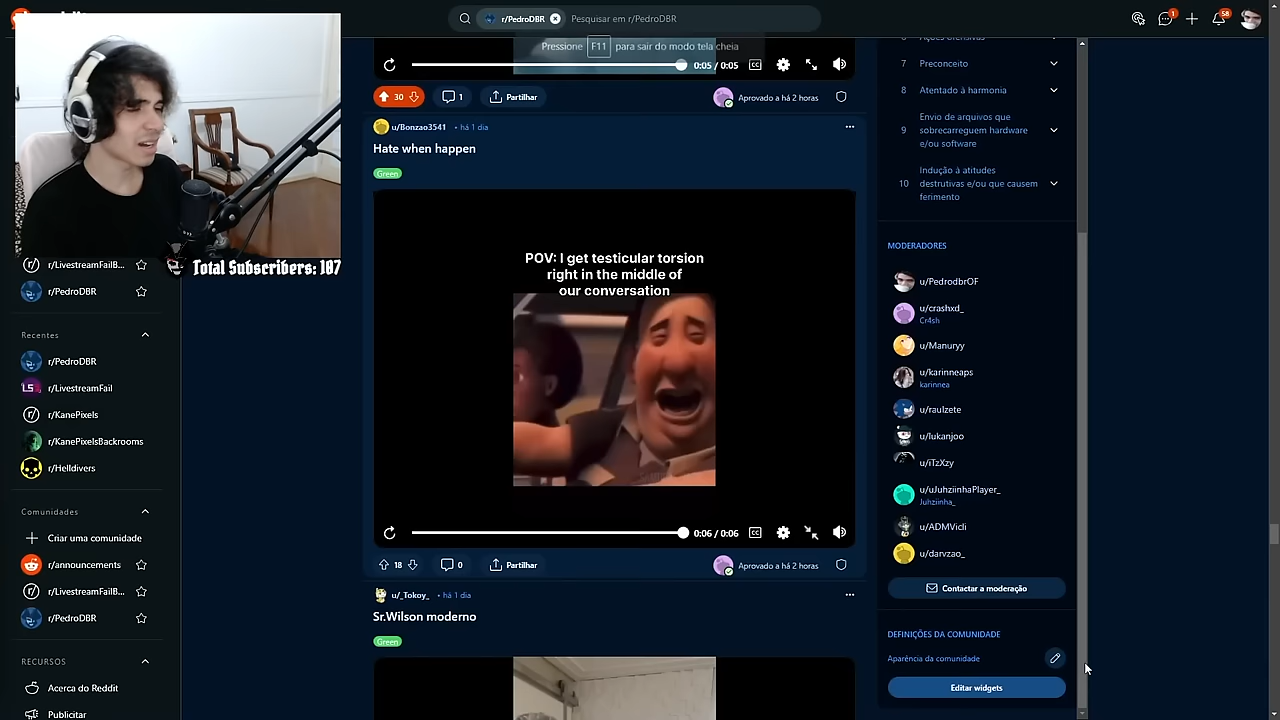 r/PedroDBR
Pesquisar em r/PedroDBR
1
58
Pressione F11 para sair do modo tela cheia
0:05 / 0:05
30
1
Partilhar
Aprovado a há 2 horas
u/Bonzao3541 • há 1 dia
Hate when happen
Green
POV: I get testicular torsion
right in the middle of
our conversation
0:06 / 0:06
18
0
Partilhar
Aprovado a há 2 horas
u/_Tokoy_ • há 1 dia
Sr.Wilson moderno
Green
Total Subscribers: 107
r/LivestreamFailB...
r/PedroDBR
Recentes
r/PedroDBR
r/LivestreamFail
r/KanePixels
r/KanePixelsBackrooms
r/Helldivers
Comunidades
Criar uma comunidade
r/announcements
r/LivestreamFailB...
r/PedroDBR
RECURSOS
Acerca do Reddit
Publicitar
6 Ações ofensivas
7 Preconceito
8 Atentado à harmonia
9 Envio de arquivos que
sobrecarreguem hardware
e/ou software
10 Indução à atitudes
destrutivas e/ou que causem
ferimento
MODERADORES
u/PedrodbrOF
u/crashxd_
Cr4sh
u/Manuryy
u/karinneaps
karinnea
u/raulzete
u/lukanjoo
u/iTzXzy
u/uJuhziinhaPlayer_
Juhziinha_
u/ADMVicli
u/darvzao_
Contactar a moderação
DEFINIÇÕES DA COMUNIDADE
Aparência da comunidade
Editar widgets